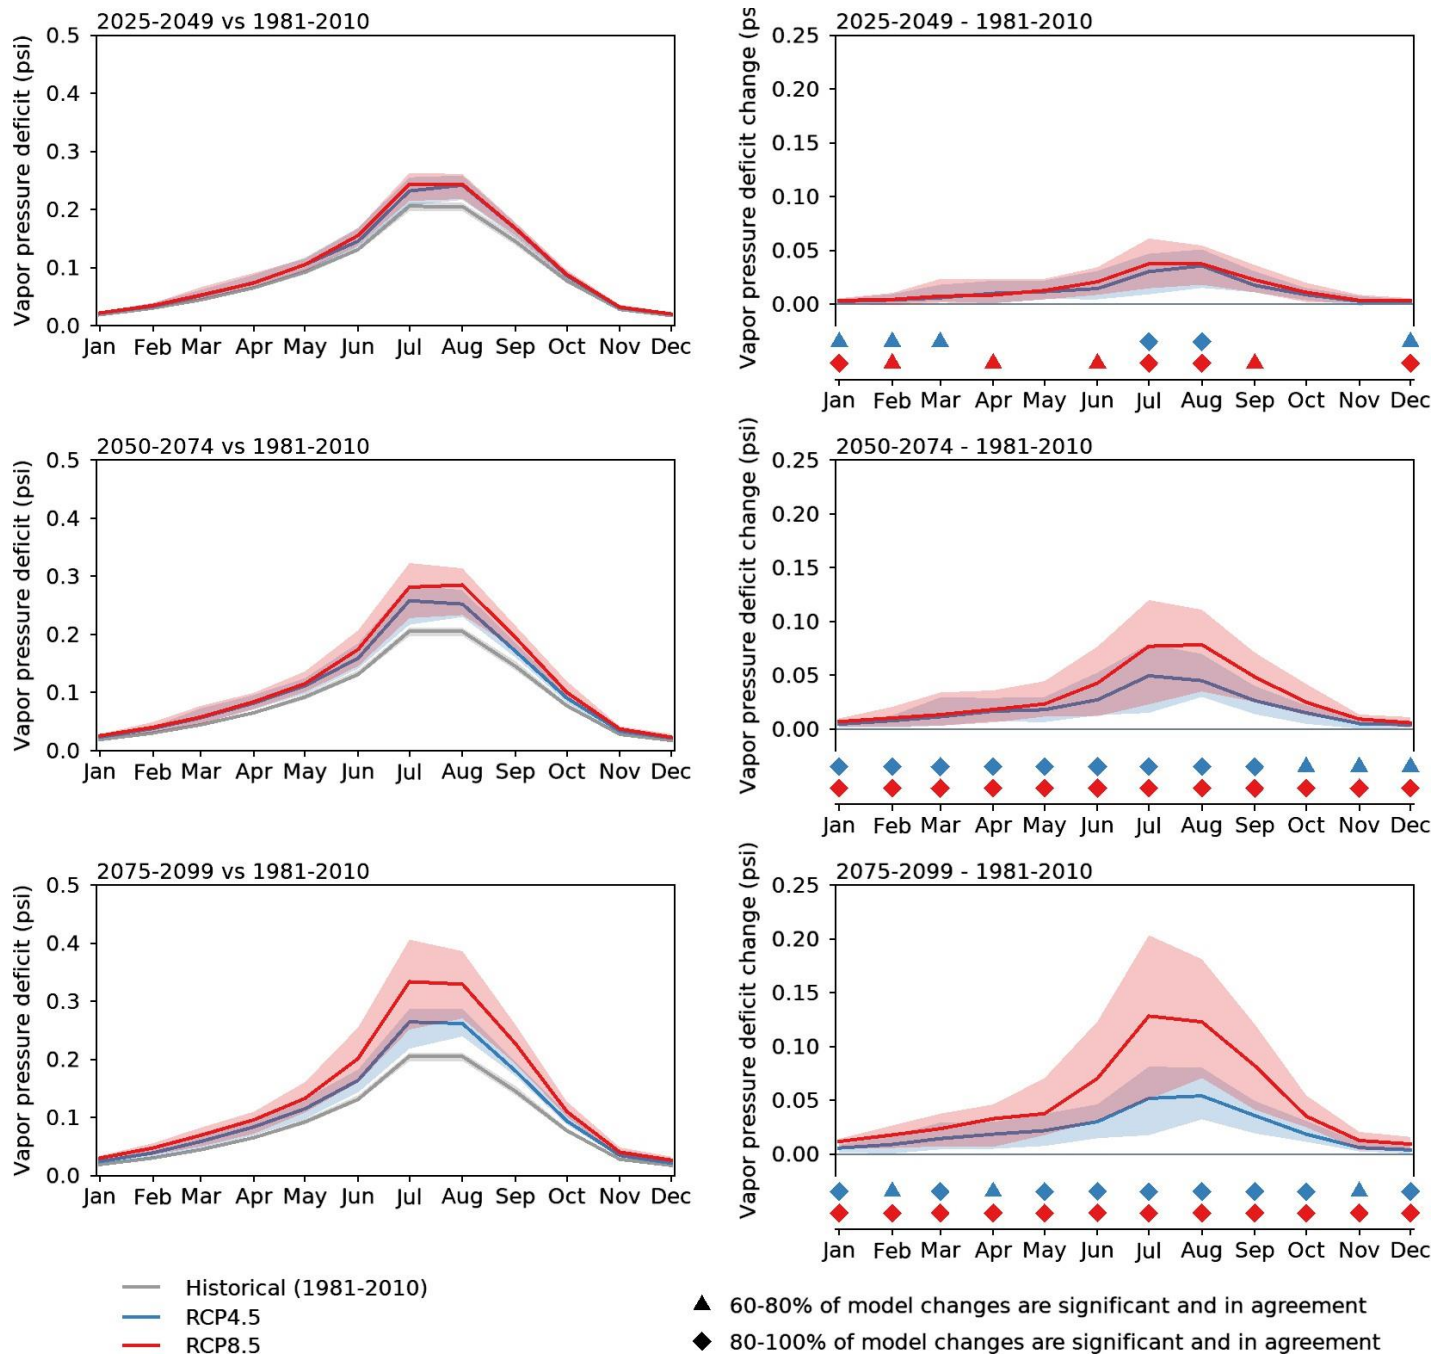 2025-2049 vs 1981-2010
Vapor pressure deficit (psi)
0.5
0.4
0.3
0.2
0.1
0.0
Jan Feb Mar Apr May Jun Jul Aug Sep Oct Nov Dec
2025-2049 - 1981-2010
Vapor pressure deficit change (ps
0.25
0.20
0.15
0.10
0.05
0.00
Jan Feb Mar Apr May Jun Jul Aug Sep Oct Nov Dec
2050-2074 vs 1981-2010
Vapor pressure deficit (psi)
0.5
0.4
0.3
0.2
0.1
0.0
Jan Feb Mar Apr May Jun Jul Aug Sep Oct Nov Dec
2050-2074 - 1981-2010
Vapor pressure deficit change (psi)
0.25
0.20
0.15
0.10
0.05
0.00
Jan Feb Mar Apr May Jun Jul Aug Sep Oct Nov Dec
2075-2099 vs 1981-2010
Vapor pressure deficit (psi)
0.5
0.4
0.3
0.2
0.1
0.0
Jan Feb Mar Apr May Jun Jul Aug Sep Oct Nov Dec
2075-2099 - 1981-2010
Vapor pressure deficit change (psi)
0.25
0.20
0.15
0.10
0.05
0.00
Jan Feb Mar Apr May Jun Jul Aug Sep Oct Nov Dec
Historical (1981-2010)
RCP4.5
RCP8.5
60-80% of model changes are significant and in agreement
80-100% of model changes are significant and in agreement